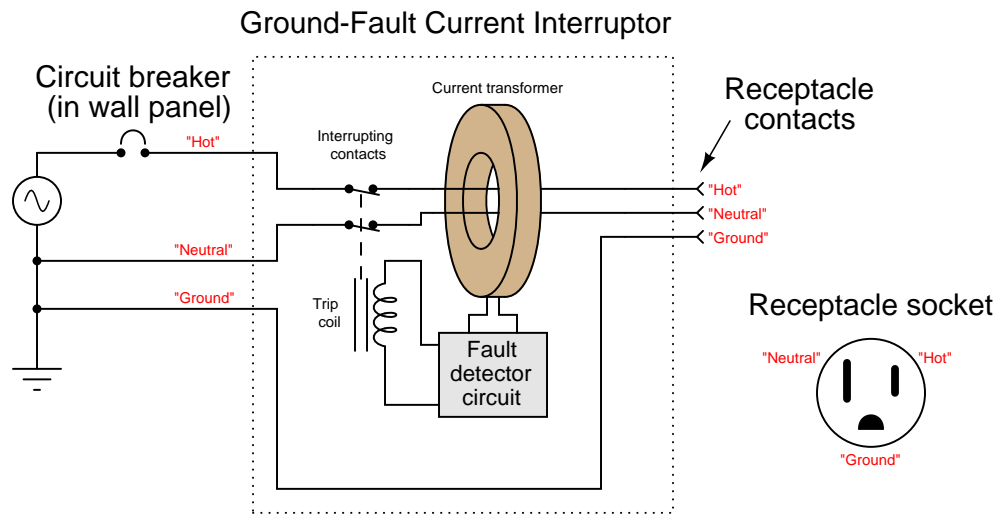 Ground-Fault Current Interruptor
Circuit breaker
(in wall panel)
"Hot"
Interrupting
contacts
Current transformer
Receptacle
contacts
"Hot"
"Neutral"
"Ground"
"Neutral"
"Ground"
Trip
coil
Fault
detector
circuit
Receptacle socket
"Neutral"
"Hot"
"Ground"